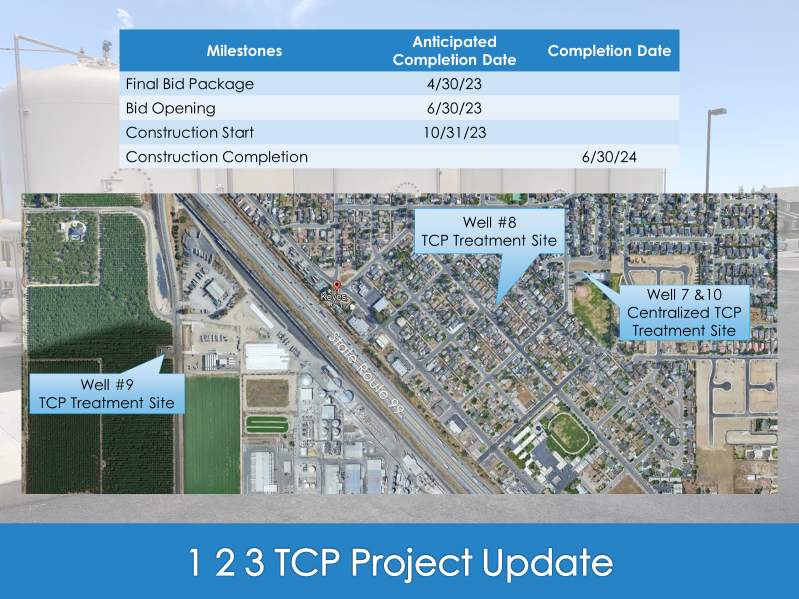 Milestones
Anticipated
Completion Date
Completion Date
Final Bid Package 4/30/23
Bid Opening 6/30/23
Construction Start 10/31/23
Construction Completion 6/30/24
Well #8
TCP Treatment Site
Well 7 &10
Centralized TCP
Treatment Site
Keyes
State Route 99
Well #9
TCP Treatment Site
1 2 3 TCP Project Update